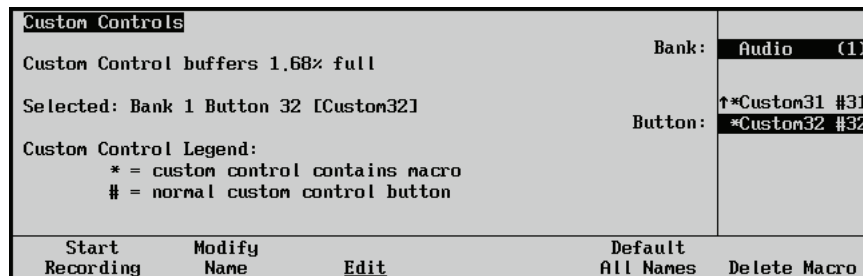 Custom Controls
Bank: Audio (1)
Custom Control buffers 1.68% full
Selected: Bank 1 Button 32 [Custom32]
↑*Custom31 #31
Button: *Custom32 #32
Custom Control Legend:
* = custom control contains macro
# = normal custom control button
Start Recording
Modify Name
Edit
Default All Names
Delete Macro